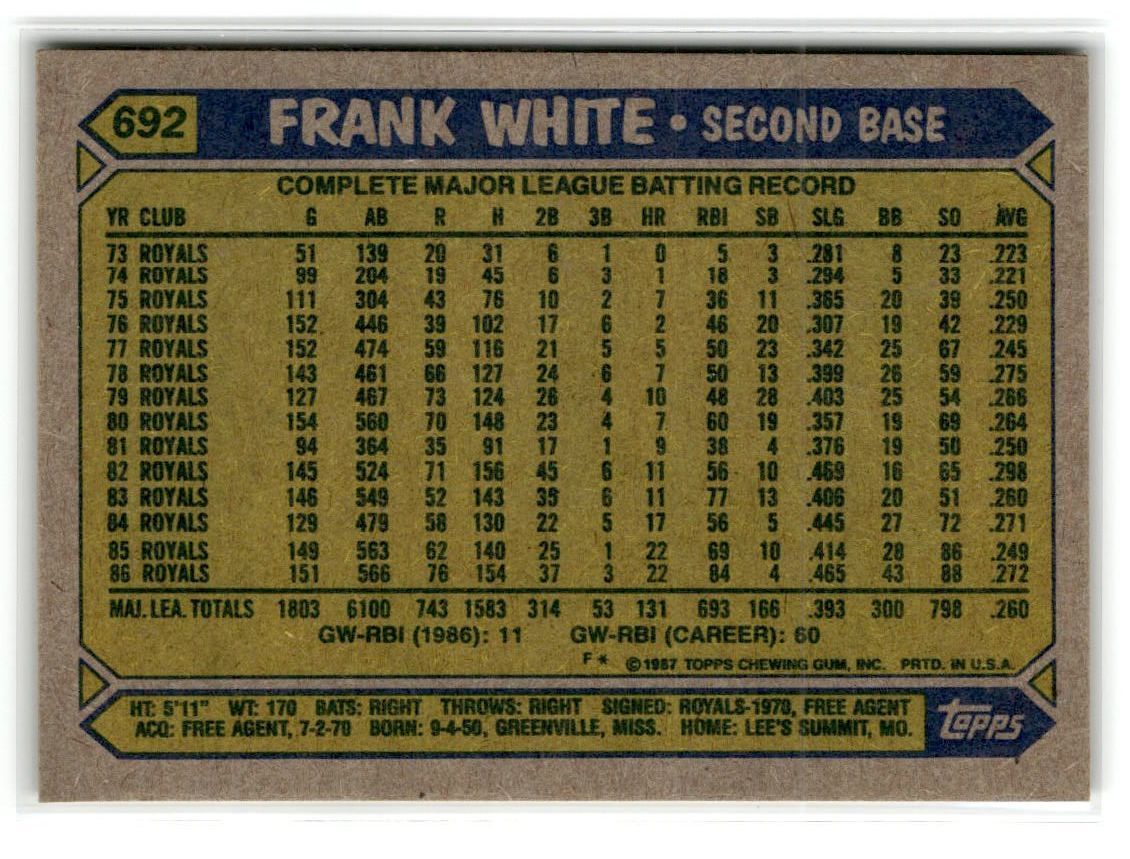 692 FRANK WHITE • SECOND BASE
COMPLETE MAJOR LEAGUE BATTING RECORD
YR CLUB G AB R H 2B 3B HR RBI SB SLG BB SO AVG
73 ROYALS 51 139 20 31 6 1 0 5 3 .281 8 23 .223
74 ROYALS 99 204 19 45 6 3 1 18 3 .294 5 33 .221
75 ROYALS 111 304 43 76 10 2 7 36 11 .365 20 39 .250
76 ROYALS 152 446 39 102 17 6 2 46 20 .307 19 42 .229
77 ROYALS 152 474 59 116 21 5 5 50 23 .342 25 67 .245
78 ROYALS 143 461 66 127 24 6 7 50 13 .399 26 59 .275
79 ROYALS 127 467 73 124 26 4 10 48 28 .403 25 54 .266
80 ROYALS 154 560 70 148 23 4 7 60 19 .357 19 69 .264
81 ROYALS 94 364 35 91 17 1 9 38 4 .376 19 50 .250
82 ROYALS 145 524 71 156 45 6 11 56 10 .469 16 65 .298
83 ROYALS 146 549 52 143 35 6 11 77 13 .406 20 51 .260
84 ROYALS 129 479 58 130 22 5 17 56 5 .445 27 72 .271
85 ROYALS 149 563 62 140 25 1 22 69 10 .414 28 86 .249
86 ROYALS 151 566 76 154 37 3 22 84 4 .465 43 88 .272
MAJ. LEA. TOTALS 1803 6100 743 1583 314 53 131 693 166 .393 300 798 .260
GW-RBI (1986): 11 GW-RBI (CAREER): 60
F* ©1987 TOPPS CHEWING GUM, INC. PRTD. IN U.S.A.
HT: 5'11" WT: 170 BATS: RIGHT THROWS: RIGHT SIGNED: ROYALS-1970, FREE AGENT
ACQ: FREE AGENT, 7-2-70 BORN: 9-4-50, GREENVILLE, MISS. HOME: LEE'S SUMMIT, MO.
topps